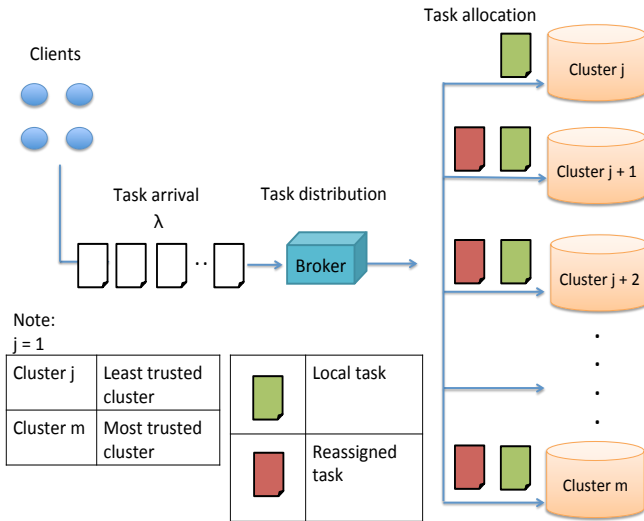 Task allocation
Clients
Cluster j
Cluster j + 1
Task arrival
λ
Task distribution
Broker
Cluster j + 2
Note:
j = 1
Cluster j
Least trusted
cluster
Cluster m
Most trusted
cluster
Local task
Reassigned
task
Cluster m